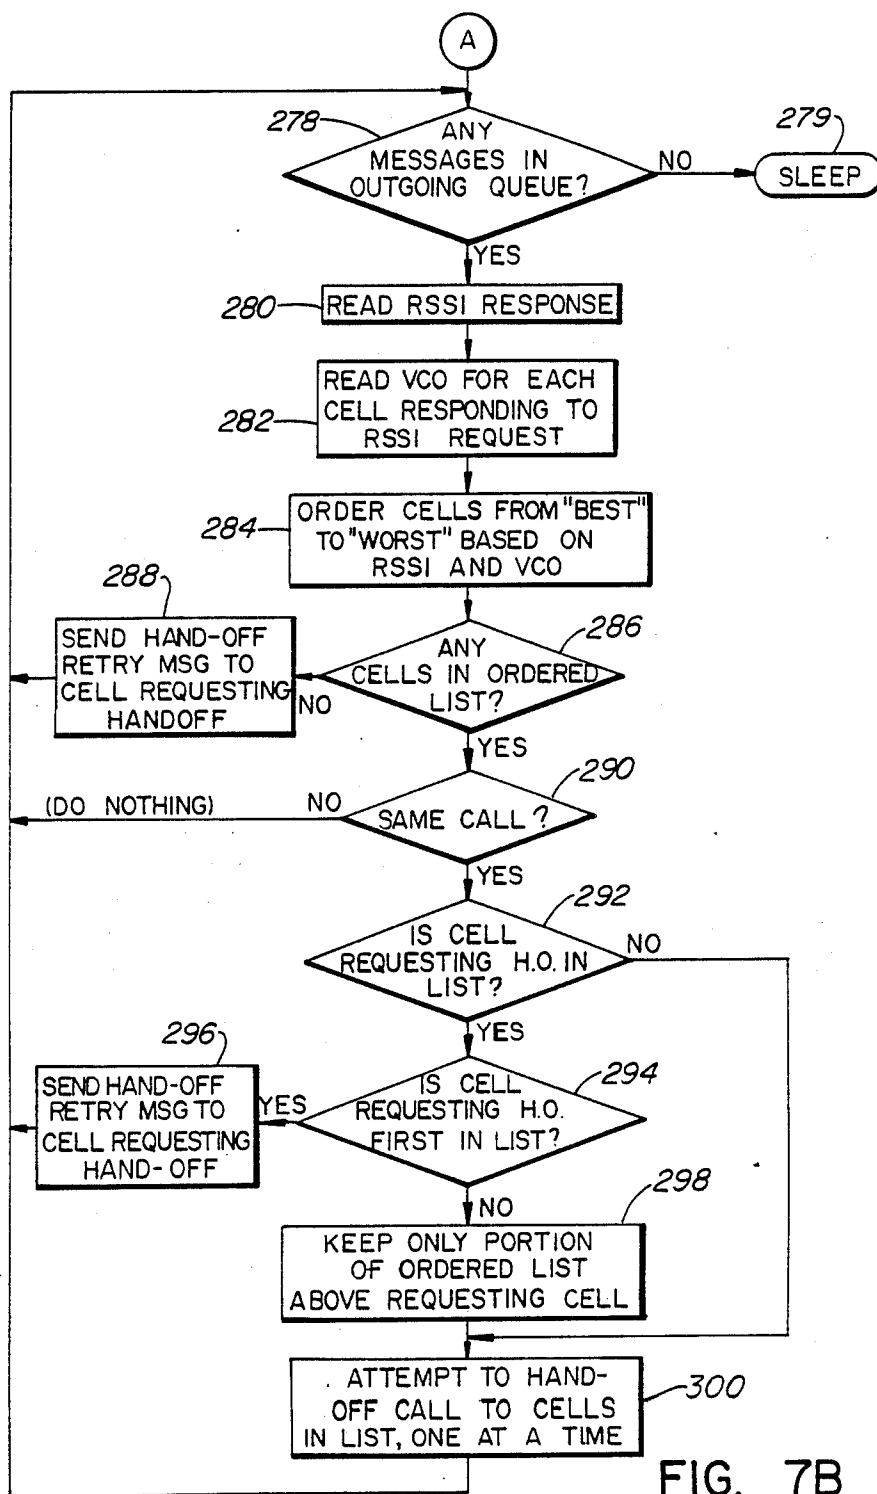 A
278
ANY
MESSAGES IN
OUTGOING QUEUE?
NO
279
SLEEP
YES
280
READ RSSI RESPONSE
282
READ VCO FOR EACH
CELL RESPONDING TO
RSSI REQUEST
284
ORDER CELLS FROM "BEST"
TO "WORST" BASED ON
RSSI AND VCO
288
SEND HAND-OFF
RETRY MSG TO
CELL REQUESTING
HANDOFF
NO
286
ANY
CELLS IN ORDERED
LIST?
YES
(DO NOTHING)
NO
290
SAME CALL?
YES
292
IS CELL
REQUESTING H.O. IN
LIST?
NO
YES
296
SEND HAND-OFF
RETRY MSG TO
CELL REQUESTING
HAND-OFF
YES
294
IS CELL
REQUESTING H.O.
FIRST IN LIST?
NO
298
KEEP ONLY PORTION
OF ORDERED LIST
ABOVE REQUESTING CELL
ATTEMPT TO HAND-
OFF CALL TO CELLS
IN LIST, ONE AT A TIME
300
FIG. 7B